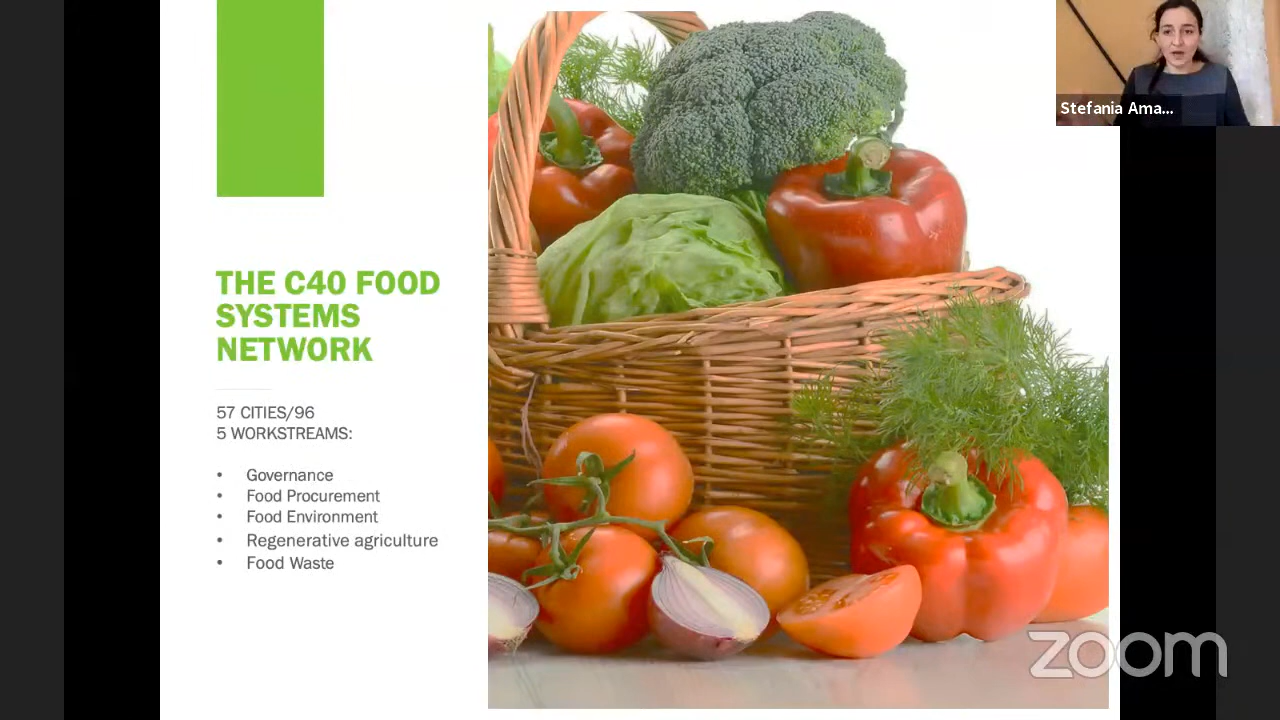 Stefania Ama...
THE C40 FOOD
SYSTEMS
NETWORK
57 CITIES/96
5 WORKSTREAMS:
• Governance
• Food Procurement
• Food Environment
• Regenerative agriculture
• Food Waste
zoom